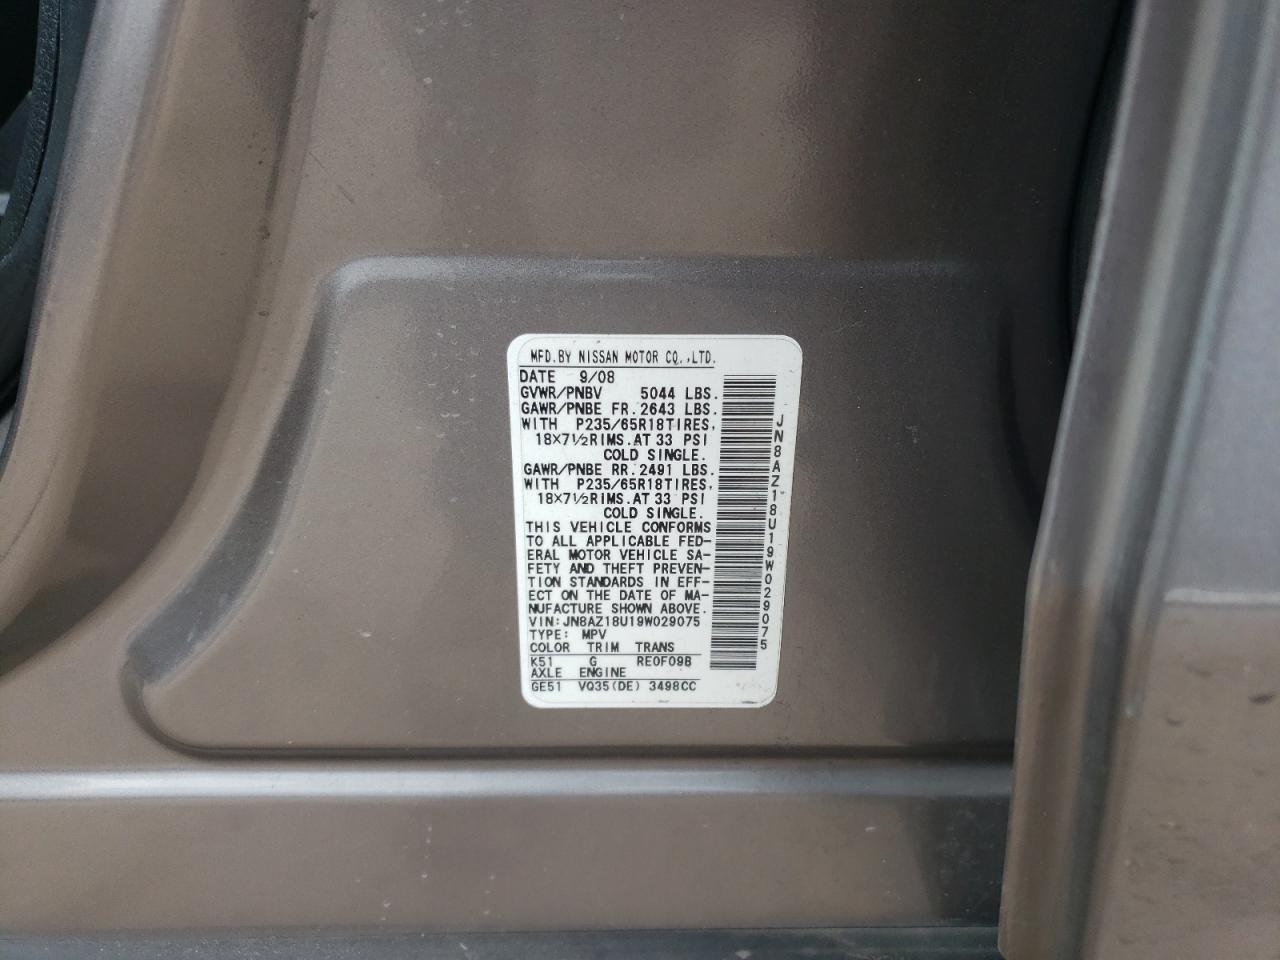 MFD.BY NISSAN MOTOR CO.,LTD.
DATE 9/08
GVWR/PNBV 5044 LBS.
GAWR/PNBE FR.2643 LBS.
WITH P235/65R18TIRES,
18X7½RIMS.AT 33 PSI
COLD SINGLE.
GAWR/PNBE RR.2491 LBS.
WITH P235/65R18TIRES,
18X7½RIMS.AT 33 PSI
COLD SINGLE.
THIS VEHICLE CONFORMS
TO ALL APPLICABLE FED-
ERAL MOTOR VEHICLE SA-
FETY AND THEFT PREVEN-
TION STANDARDS IN EFF-
ECT ON THE DATE OF MA-
NUFACTURE SHOWN ABOVE.
VIN:JN8AZ18U19W029075
TYPE: MPV
COLOR TRIM TRANS
K51 G RE0F09B
AXLE ENGINE
GE51 VQ35(DE) 3498CC
JN8AZ18U19W029075